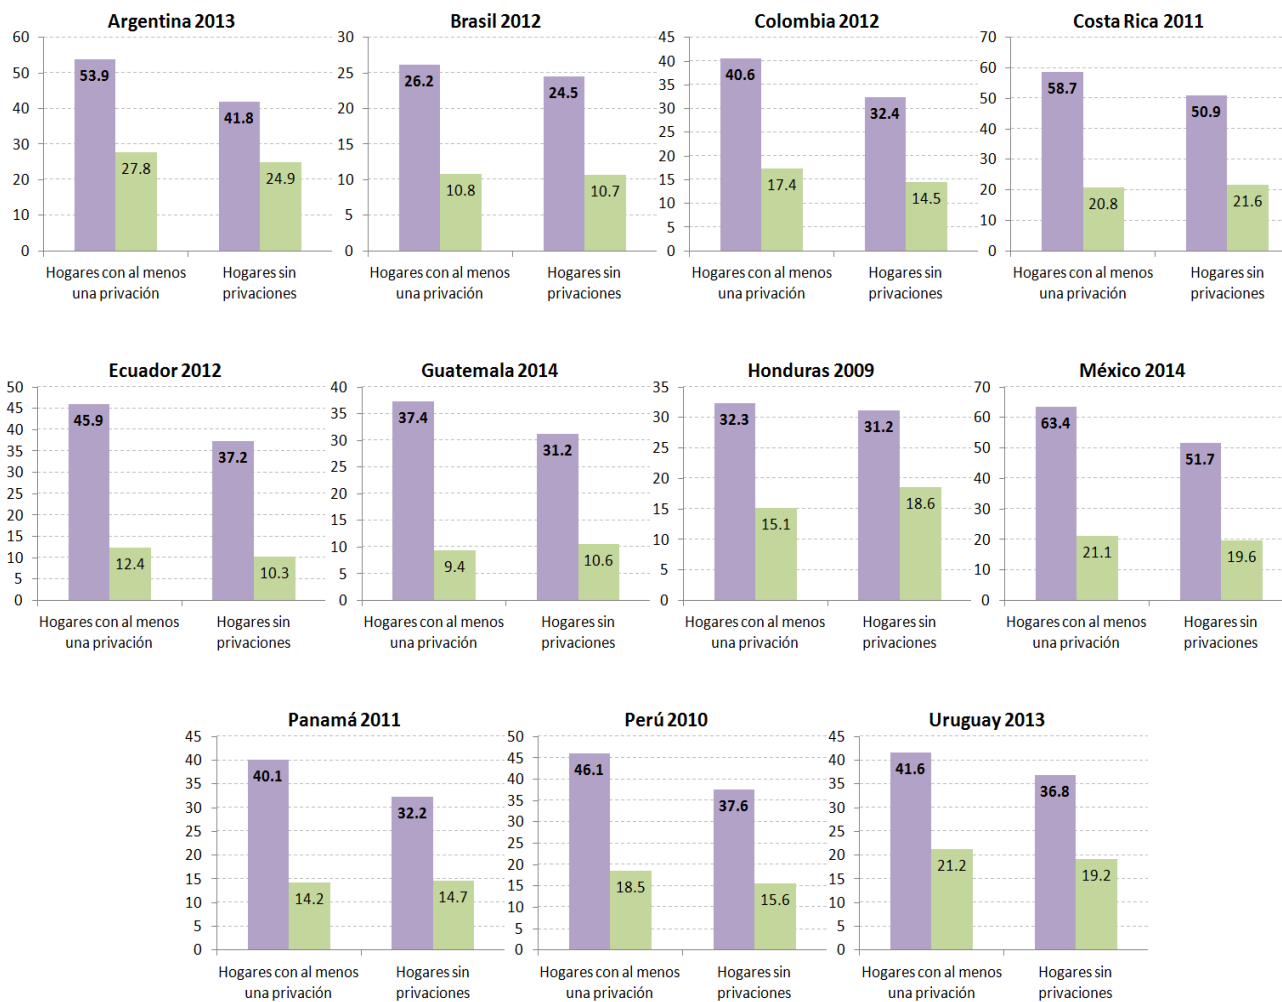 Argentina 2013
60
50
40
30
20
10
0
53.9
27.8
41.8
24.9
Hogares con al menos
una privación
Hogares sin
privaciones
Brasil 2012
30
25
20
15
10
5
0
26.2
10.8
24.5
10.7
Hogares con al menos
una privación
Hogares sin
privaciones
Colombia 2012
45
40
35
30
25
20
15
10
5
0
40.6
17.4
32.4
14.5
Hogares con al menos
una privación
Hogares sin
privaciones
Costa Rica 2011
70
60
50
40
30
20
10
0
58.7
20.8
50.9
21.6
Hogares con al menos
una privación
Hogares sin
privaciones
Ecuador 2012
50
45
40
35
30
25
20
15
10
5
0
45.9
12.4
37.2
10.3
Hogares con al menos
una privación
Hogares sin
privaciones
Guatemala 2014
40
35
30
25
20
15
10
5
0
37.4
9.4
31.2
10.6
Hogares con al menos
una privación
Hogares sin
privaciones
Honduras 2009
35
30
25
20
15
10
5
0
32.3
15.1
31.2
18.6
Hogares con al menos
una privación
Hogares sin
privaciones
México 2014
70
60
50
40
30
20
10
0
63.4
21.1
51.7
19.6
Hogares con al menos
una privación
Hogares sin
privaciones
Panamá 2011
45
40
35
30
25
20
15
10
5
0
40.1
14.2
32.2
14.7
Hogares con al menos
una privación
Hogares sin
privaciones
Perú 2010
50
45
40
35
30
25
20
15
10
5
0
46.1
18.5
37.6
15.6
Hogares con al menos
una privación
Hogares sin
privaciones
Uruguay 2013
45
40
35
30
25
20
15
10
5
0
41.6
21.2
36.8
19.2
Hogares con al menos
una privación
Hogares sin
privaciones